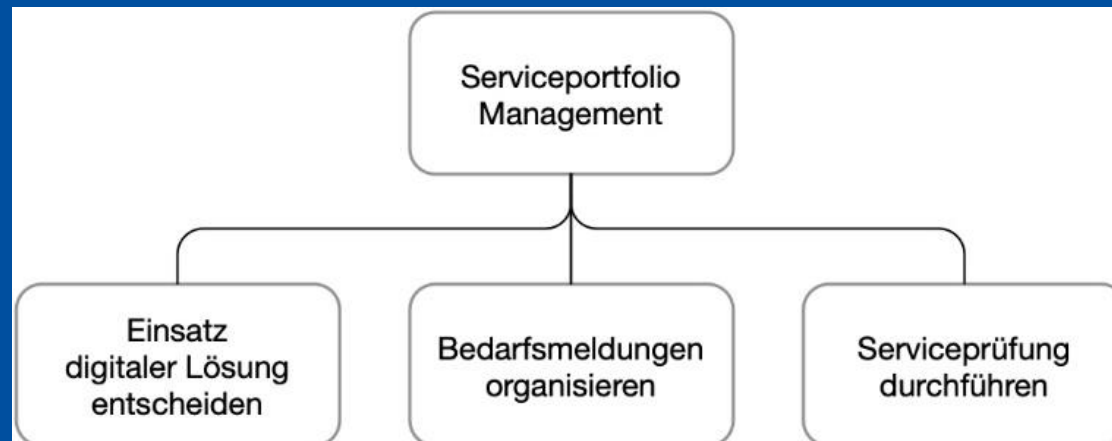 Serviceportfolio
Management
Einsatz
digitaler Lösung
entscheiden
Bedarfsmeldungen
organisieren
Serviceprüfung
durchführen